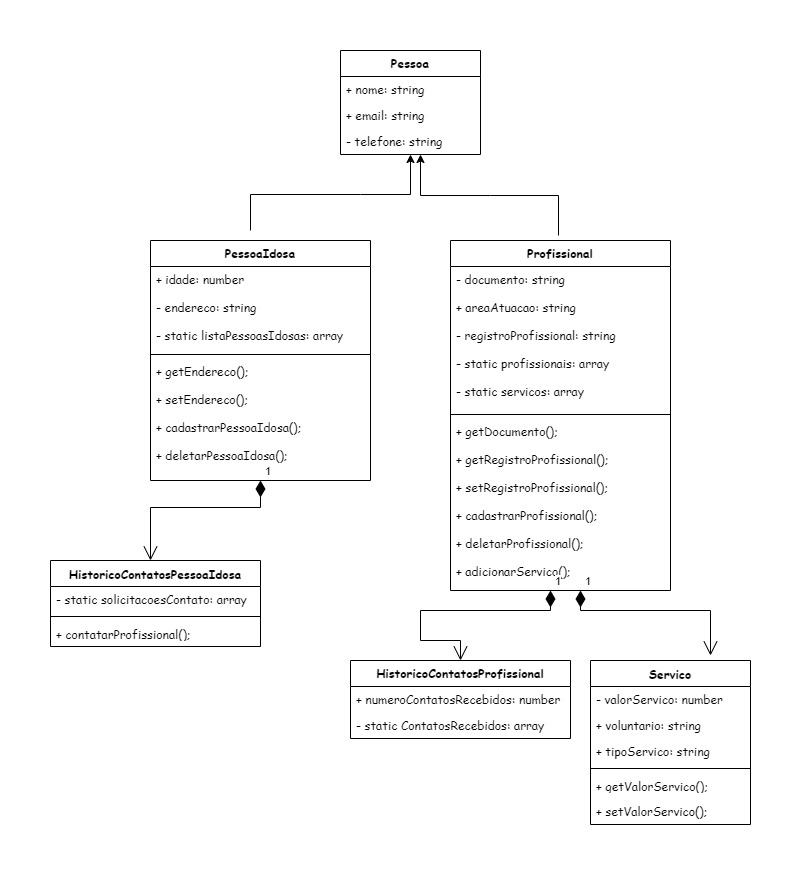 Pessoa
+ nome: string
+ email: string
- telefone: string
PessoaIdosa
+ idade: number
- endereco: string
- static listaPessoasIdosas: array
+ getEndereco();
+ setEndereco();
+ cadastrarPessoaIdosa();
+ deletarPessoaIdosa();
1
Profissional
- documento: string
+ areaAtuacao: string
- registroProfissional: string
- static profissionais: array
- static servicos: array
+ getDocumento();
+ getRegistroProfissional();
+ setRegistroProfissional();
+ cadastrarProfissional();
+ deletarProfissional();
+ adicionarServico();
1
1
HistoricoContatosPessoaIdosa
- static solicitacoesContato: array
+ contatarProfissional();
HistoricoContatosProfissional
+ numeroContatosRecebidos: number
- static ContatosRecebidos: array
Servico
- valorServico: number
+ voluntario: string
+ tipoServico: string
+ getValorServico();
+ setValorServico();